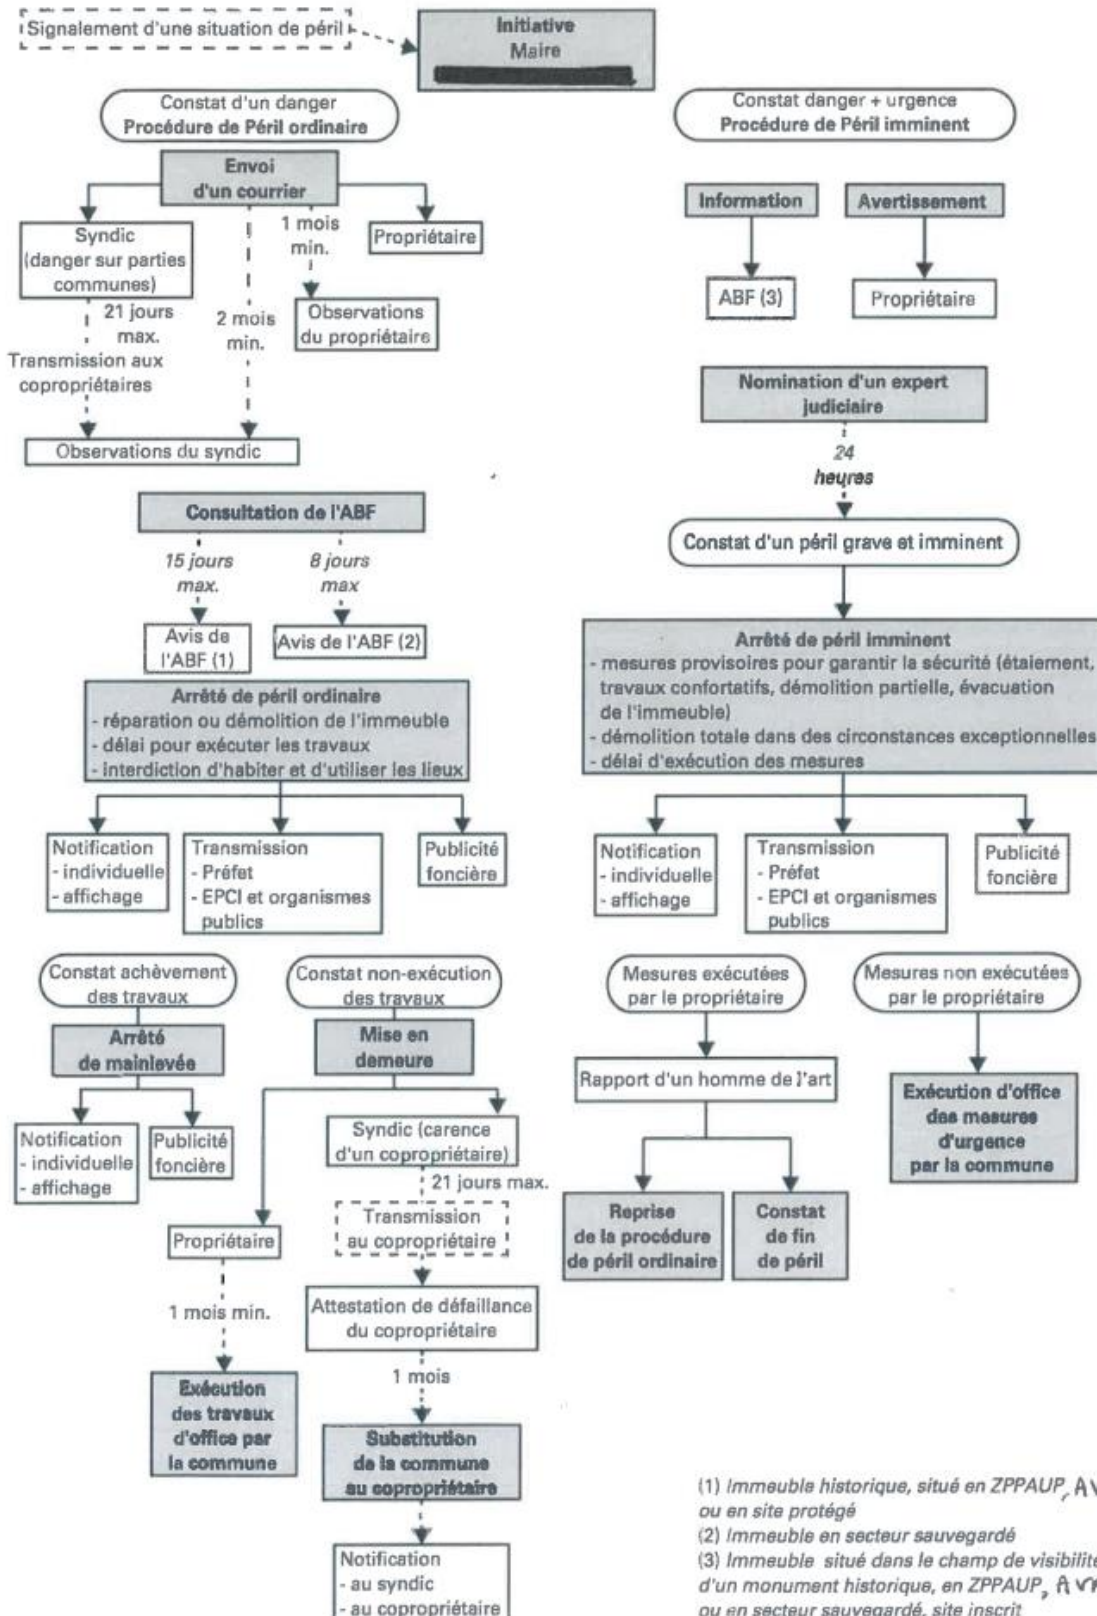 Signalement d'une situation de péril
Initiative
Maire
Constat d'un danger
Procédure de Péril ordinaire
Envoi
d'un courrier
Syndic
(danger sur parties
communes)
1 mois
min.
Propriétaire
21 jours
max.
2 mois
min.
Observations
du propriétaire
Transmission aux
copropriétaires
Observations du syndic
Consultation de l'ABF
15 jours
max.
8 jours
max
Avis de
l'ABF (1)
Avis de l'ABF (2)
Arrêté de péril ordinaire
- réparation ou démolition de l'immeuble
- délai pour exécuter les travaux
- interdiction d'habiter et d'utiliser les lieux
Notification
- individuelle
- affichage
Transmission
- Préfet
- EPCI et organismes
publics
Publicité
foncière
Constat achèvement
des travaux
Arrêté
de mainlevée
Notification
- individuelle
- affichage
Publicité
foncière
Constat non-exécution
des travaux
Mise en
demeure
Syndic (carence
d'un copropriétaire)
21 jours max.
Transmission
au copropriétaire
Propriétaire
1 mois min.
Attestation de défaillance
du copropriétaire
1 mois
Exécution
des travaux
d'office par
la commune
Substitution
de la commune
au copropriétaire
Notification
- au syndic
- au copropriétaire
Constat danger + urgence
Procédure de Péril imminent
Information
Avertissement
ABF (3)
Propriétaire
Nomination d'un expert
judiciaire
24
heures
Constat d'un péril grave et imminent
Arrêté de péril imminent
- mesures provisoires pour garantir la sécurité (étaiement,
travaux confortatifs, démolition partielle, évacuation
de l'immeuble)
- démolition totale dans des circonstances exceptionnelles
- délai d'exécution des mesures
Notification
- individuelle
- affichage
Transmission
- Préfet
- EPCI et organismes
publics
Publicité
foncière
Mesures exécutées
par le propriétaire
Rapport d'un homme de l'art
Reprise
de la procédure
de péril ordinaire
Constat
de fin
de péril
Mesures non exécutées
par le propriétaire
Exécution d'office
des mesures
d'urgence
par la commune
(1) Immeuble historique, situé en ZPPAUP,
ou en site protégé
(2) Immeuble en secteur sauvegardé
(3) Immeuble situé dans le champ de visibilité
d'un monument historique, en ZPPAUP,
ou en secteur sauvegardé, site inscrit